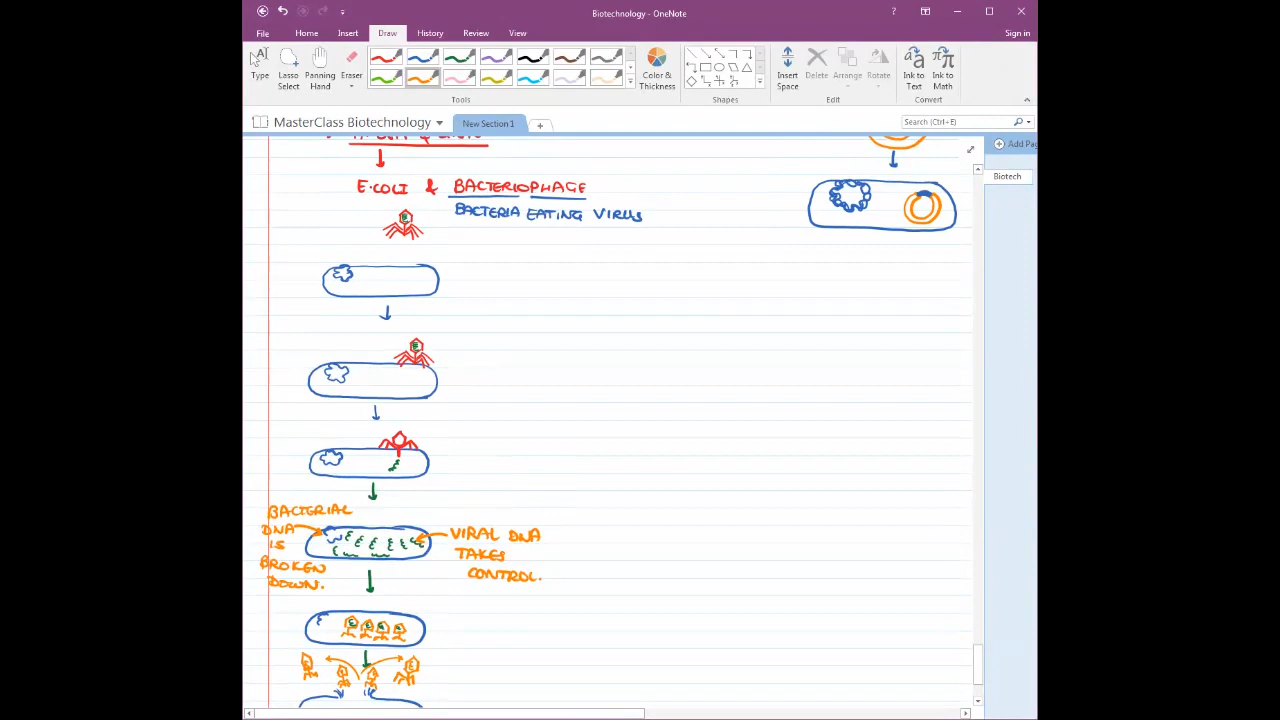 Biotechnology - OneNote
?
Sign in
File Home Insert Draw History Review View
Type
Lasso Select
Panning Hand
Eraser
Color & Thickness
Insert Space
Delete
Arrange
Rotate
Ink to Text
Ink to Math
Tools
Shapes
Edit
Convert
MasterClass Biotechnology
New Section 1
Search (Ctrl+E)
Add Pag
Biotech
E.COLI & BACTERIOPHAGE
BACTERIA EATING VIRUS
BACTERIAL
DNA
IS
BROKEN
DOWN.
VIRAL DNA
TAKES
CONTROL.